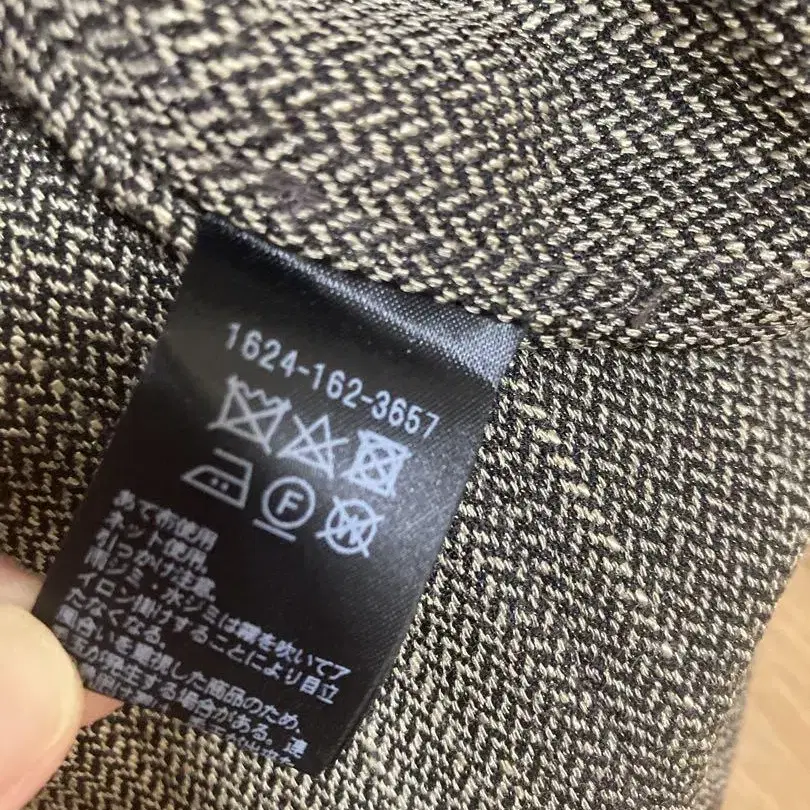 1624-162-3657
F
W
あて布使用
ネット使用。
引っかけ注意。
雨ジミ・水ジミは霧を吹いてア
イロン掛けすることにより目立
たなくなる。
風合いを重視した商品のため、
毛玉が発生する場合がある。